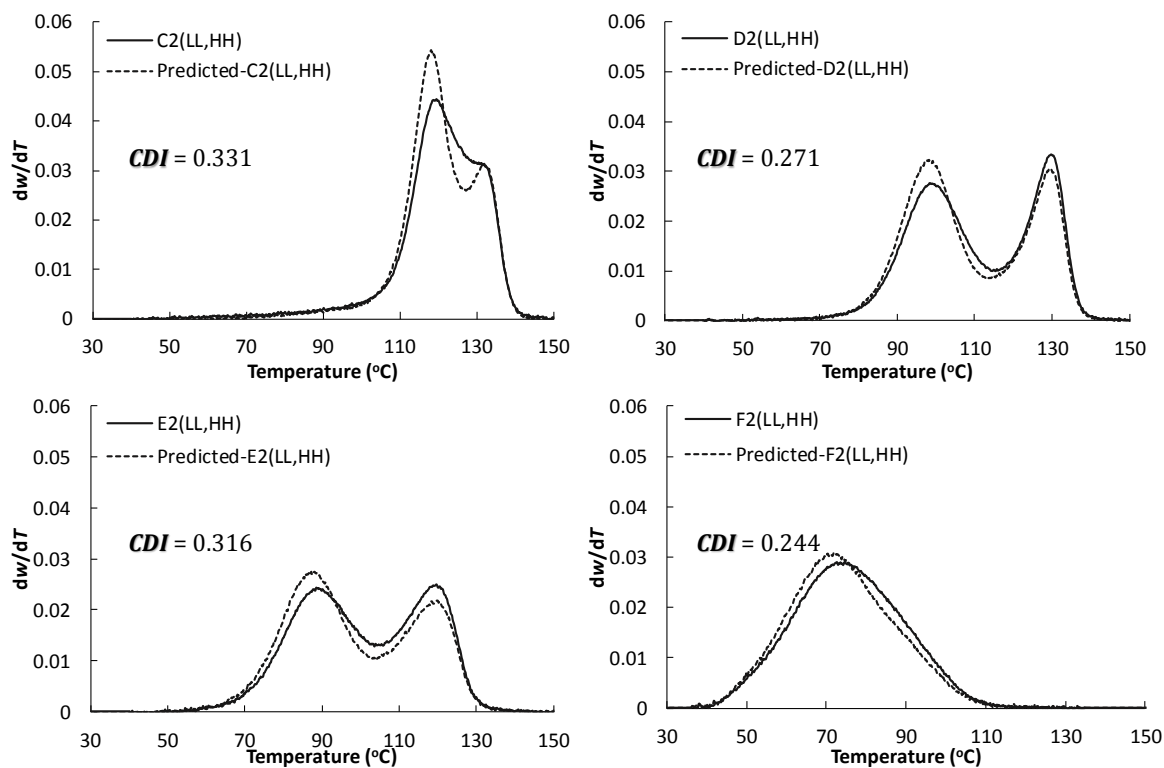 0.06
0.05
0.04
0.03
0.02
0.01
0
dw/dT
C2(LL,HH)
Predicted-C2(LL,HH)
CDI = 0.331
30 50 70 90 110 130 150
Temperature (°C)
0.06
0.05
0.04
0.03
0.02
0.01
0
dw/dT
D2(LL,HH)
Predicted-D2(LL,HH)
CDI = 0.271
30 50 70 90 110 130 150
Temperature (°C)
0.06
0.05
0.04
0.03
0.02
0.01
0
dw/dT
E2(LL,HH)
Predicted-E2(LL,HH)
CDI = 0.316
30 50 70 90 110 130 150
Temperature (°C)
0.06
0.05
0.04
0.03
0.02
0.01
0
dw/dT
F2(LL,HH)
Predicted-F2(LL,HH)
CDI = 0.244
30 50 70 90 110 130 150
Temperature (°C)